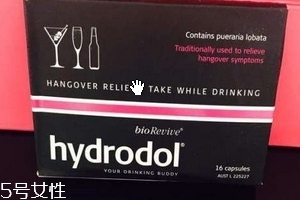 Contains pueraria lobata
Traditionally used to relieve
hangover symptoms
HANGOVER RELIEF TAKE WHILE DRINKING
bioRevive®
hydrodol®
YOUR DRINKING BUDDY
16 capsules
AUST L 225227
5号女性